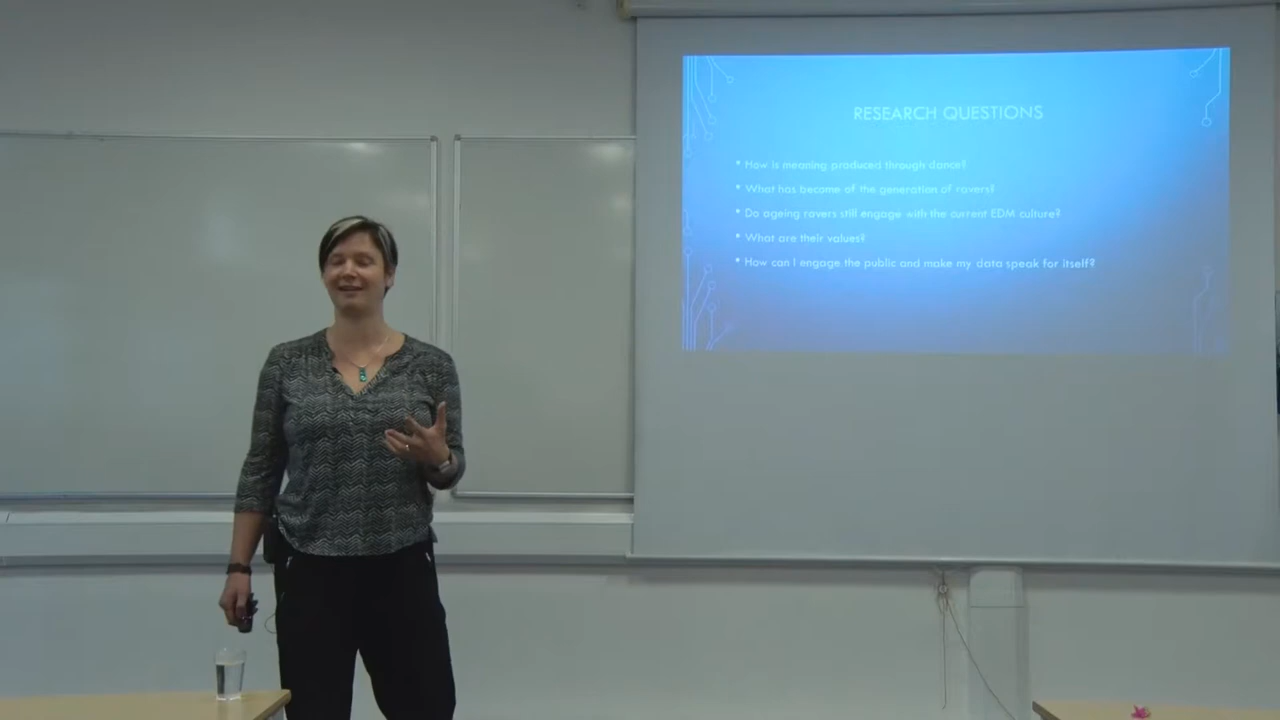 RESEARCH QUESTIONS
• How is meaning produced through dance?
• What has become of the generation of ravers?
• Do ageing ravers still engage with the current EDM culture?
• What are their values?
• How can I engage the public and make my data speak for itself?